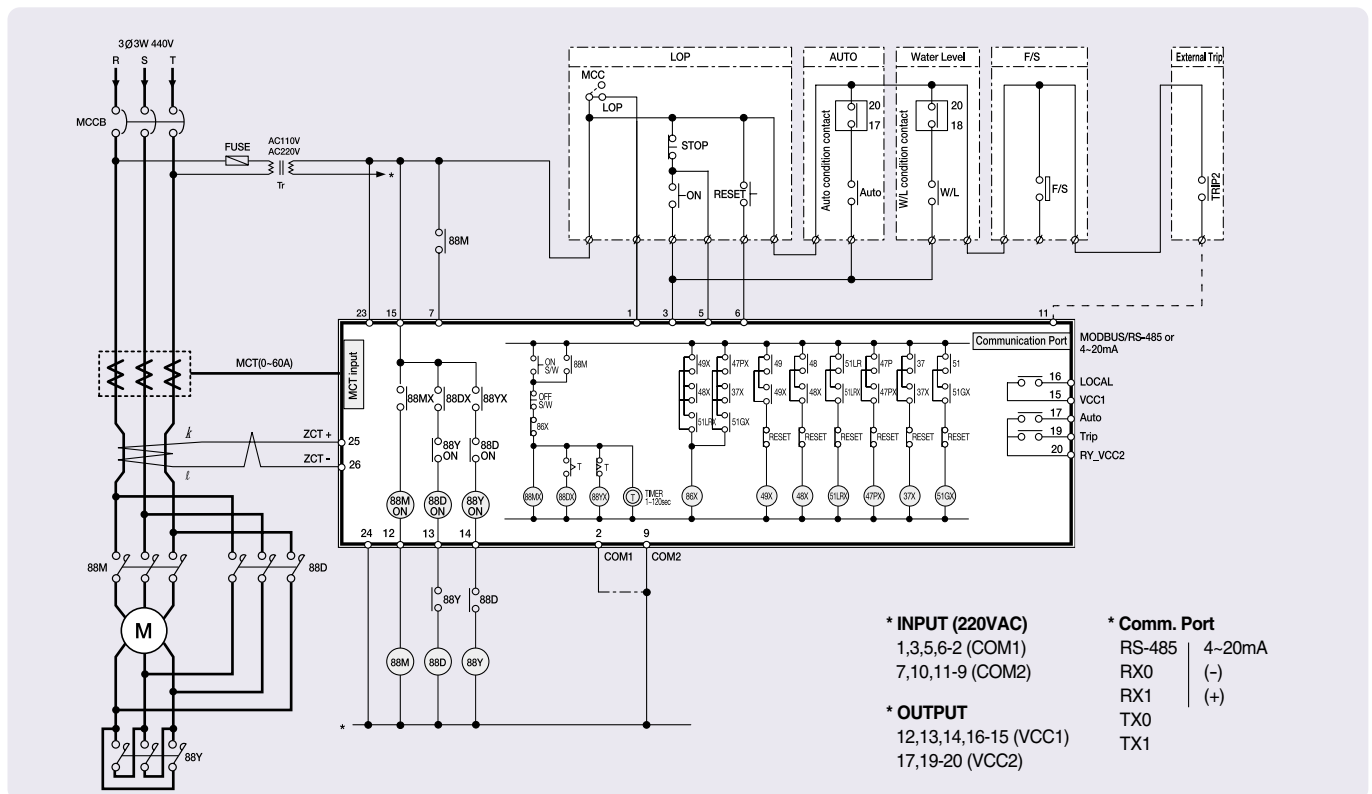 3Ø3W 440V
R S T
MCCB
FUSE
AC110V
AC220V
Tr
*
88M
LOP
MCC
LOP
STOP
ON
RESET
AUTO
Auto condition contact
20
17
Auto
Water Level
W/L condition contact
20
18
W/L
F/S
F/S
External Trip
TRIP2
23 15 7 1 3 5 6 11
MCT(0~60A)
MCT input
k
ZCT +
25
ZCT -
26
l
88MX 88DX 88YX
88Y
ON
88D
ON
88M
ON
88D
ON
88Y
ON
ON
S/W
88M
OFF
S/W
86X
T
T
88MX 88DX 88YX T
TIMER
1~120sec
49X 47PX
48X 37X
51LRX 51GX
86X
49 48 51LR 47P 37 51
49X 48X 51LRX 47PX 37X 51GX
RESET RESET RESET RESET RESET RESET
49X 48X 51LRX 47PX 37X 51GX
Communication Port
MODBUS/RS-485 or
4~20mA
16 LOCAL
15 VCC1
17 Auto
19 Trip
20 RY_VCC2
24 12 13 14 2 9
COM1 COM2
88Y 88D
88M 88D 88Y
*
88M
88D
M
88Y
* INPUT (220VAC)
1,3,5,6-2 (COM1)
7,10,11-9 (COM2)
* OUTPUT
12,13,14,16-15 (VCC1)
17,19-20 (VCC2)
* Comm. Port
RS-485 4~20mA
RX0 (-)
RX1 (+)
TX0
TX1